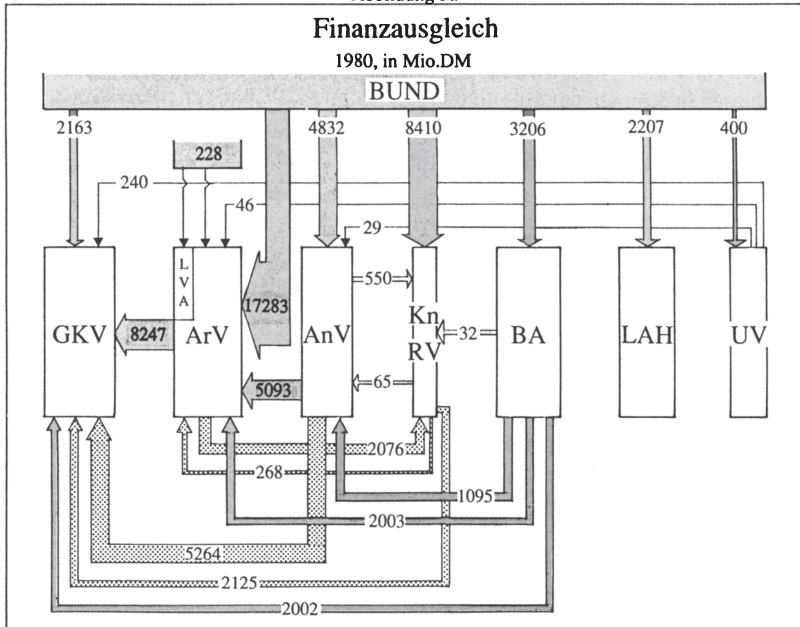 Finanzausgleich
1980, in Mio.DM
BUND
2163 4832 8410 3206 2207 400
228
240
46
29
L
V
A
550
17283
GKV 8247 ArV AnV Kn RV 32 BA LAH UV
5093
65
2076
268
1095
2003
5264
2125
2002